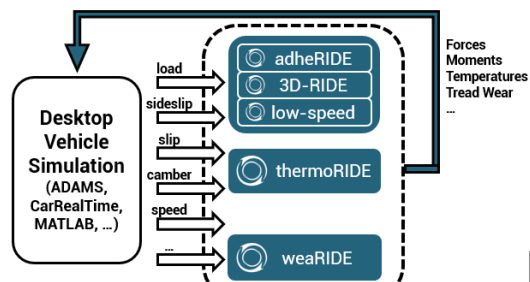 Desktop
Vehicle
Simulation
(ADAMS,
CarRealTime,
MATLAB, ...)
load
sideslip
slip
camber
speed
...
adheRIDE
3D-RIDE
low-speed
thermoRIDE
weaRIDE
Forces
Moments
Temperatures
Tread Wear
...